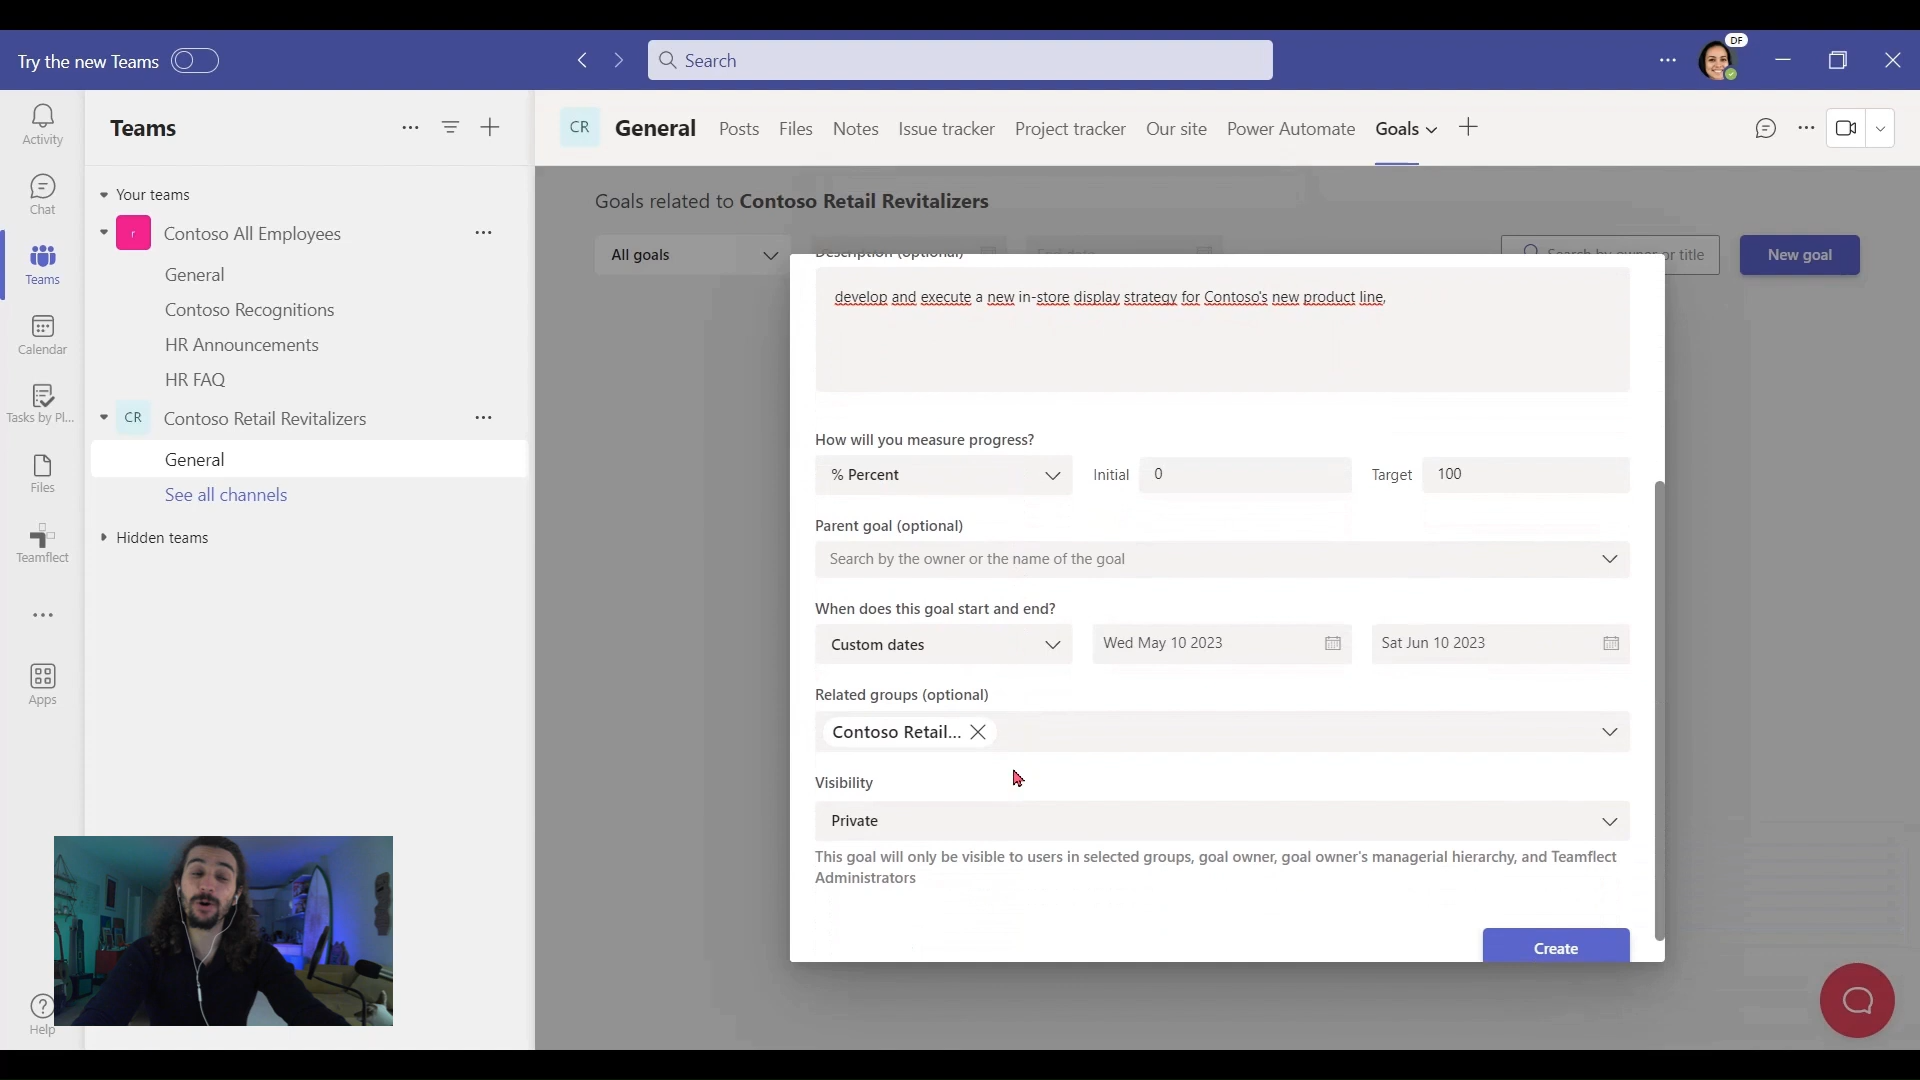 Try the new Teams
Search
DF
Activity
Chat
Teams
Calendar
Tasks by Pl...
Files
Teamflect
Apps
Help
Teams
Your teams
r
Contoso All Employees
General
Contoso Recognitions
HR Announcements
HR FAQ
CR
Contoso Retail Revitalizers
General
See all channels
Hidden teams
CR
General
Posts
Files
Notes
Issue tracker
Project tracker
Our site
Power Automate
Goals
Goals related to Contoso Retail Revitalizers
All goals
New goal
Description (optional)
develop and execute a new in-store display strategy for Contoso's new product line,
How will you measure progress?
% Percent
Initial
0
Target
100
Parent goal (optional)
Search by the owner or the name of the goal
When does this goal start and end?
Custom dates
Wed May 10 2023
Sat Jun 10 2023
Related groups (optional)
Contoso Retail...
Visibility
Private
This goal will only be visible to users in selected groups, goal owner, goal owner's managerial hierarchy, and Teamflect
Administrators
Create